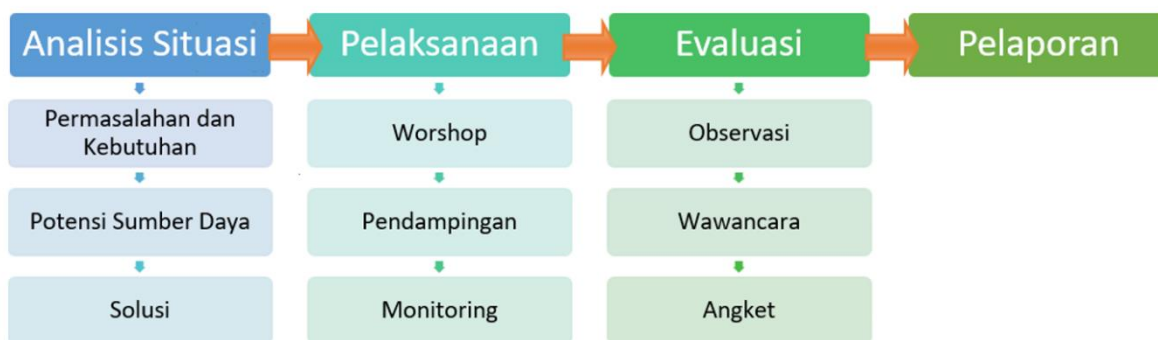 Analisis Situasi
Permasalahan dan
Kebutuhan
Potensi Sumber Daya
Solusi
Pelaksanaan
Worshop
Pendampingan
Monitoring
Evaluasi
Observasi
Wawancara
Angket
Pelaporan